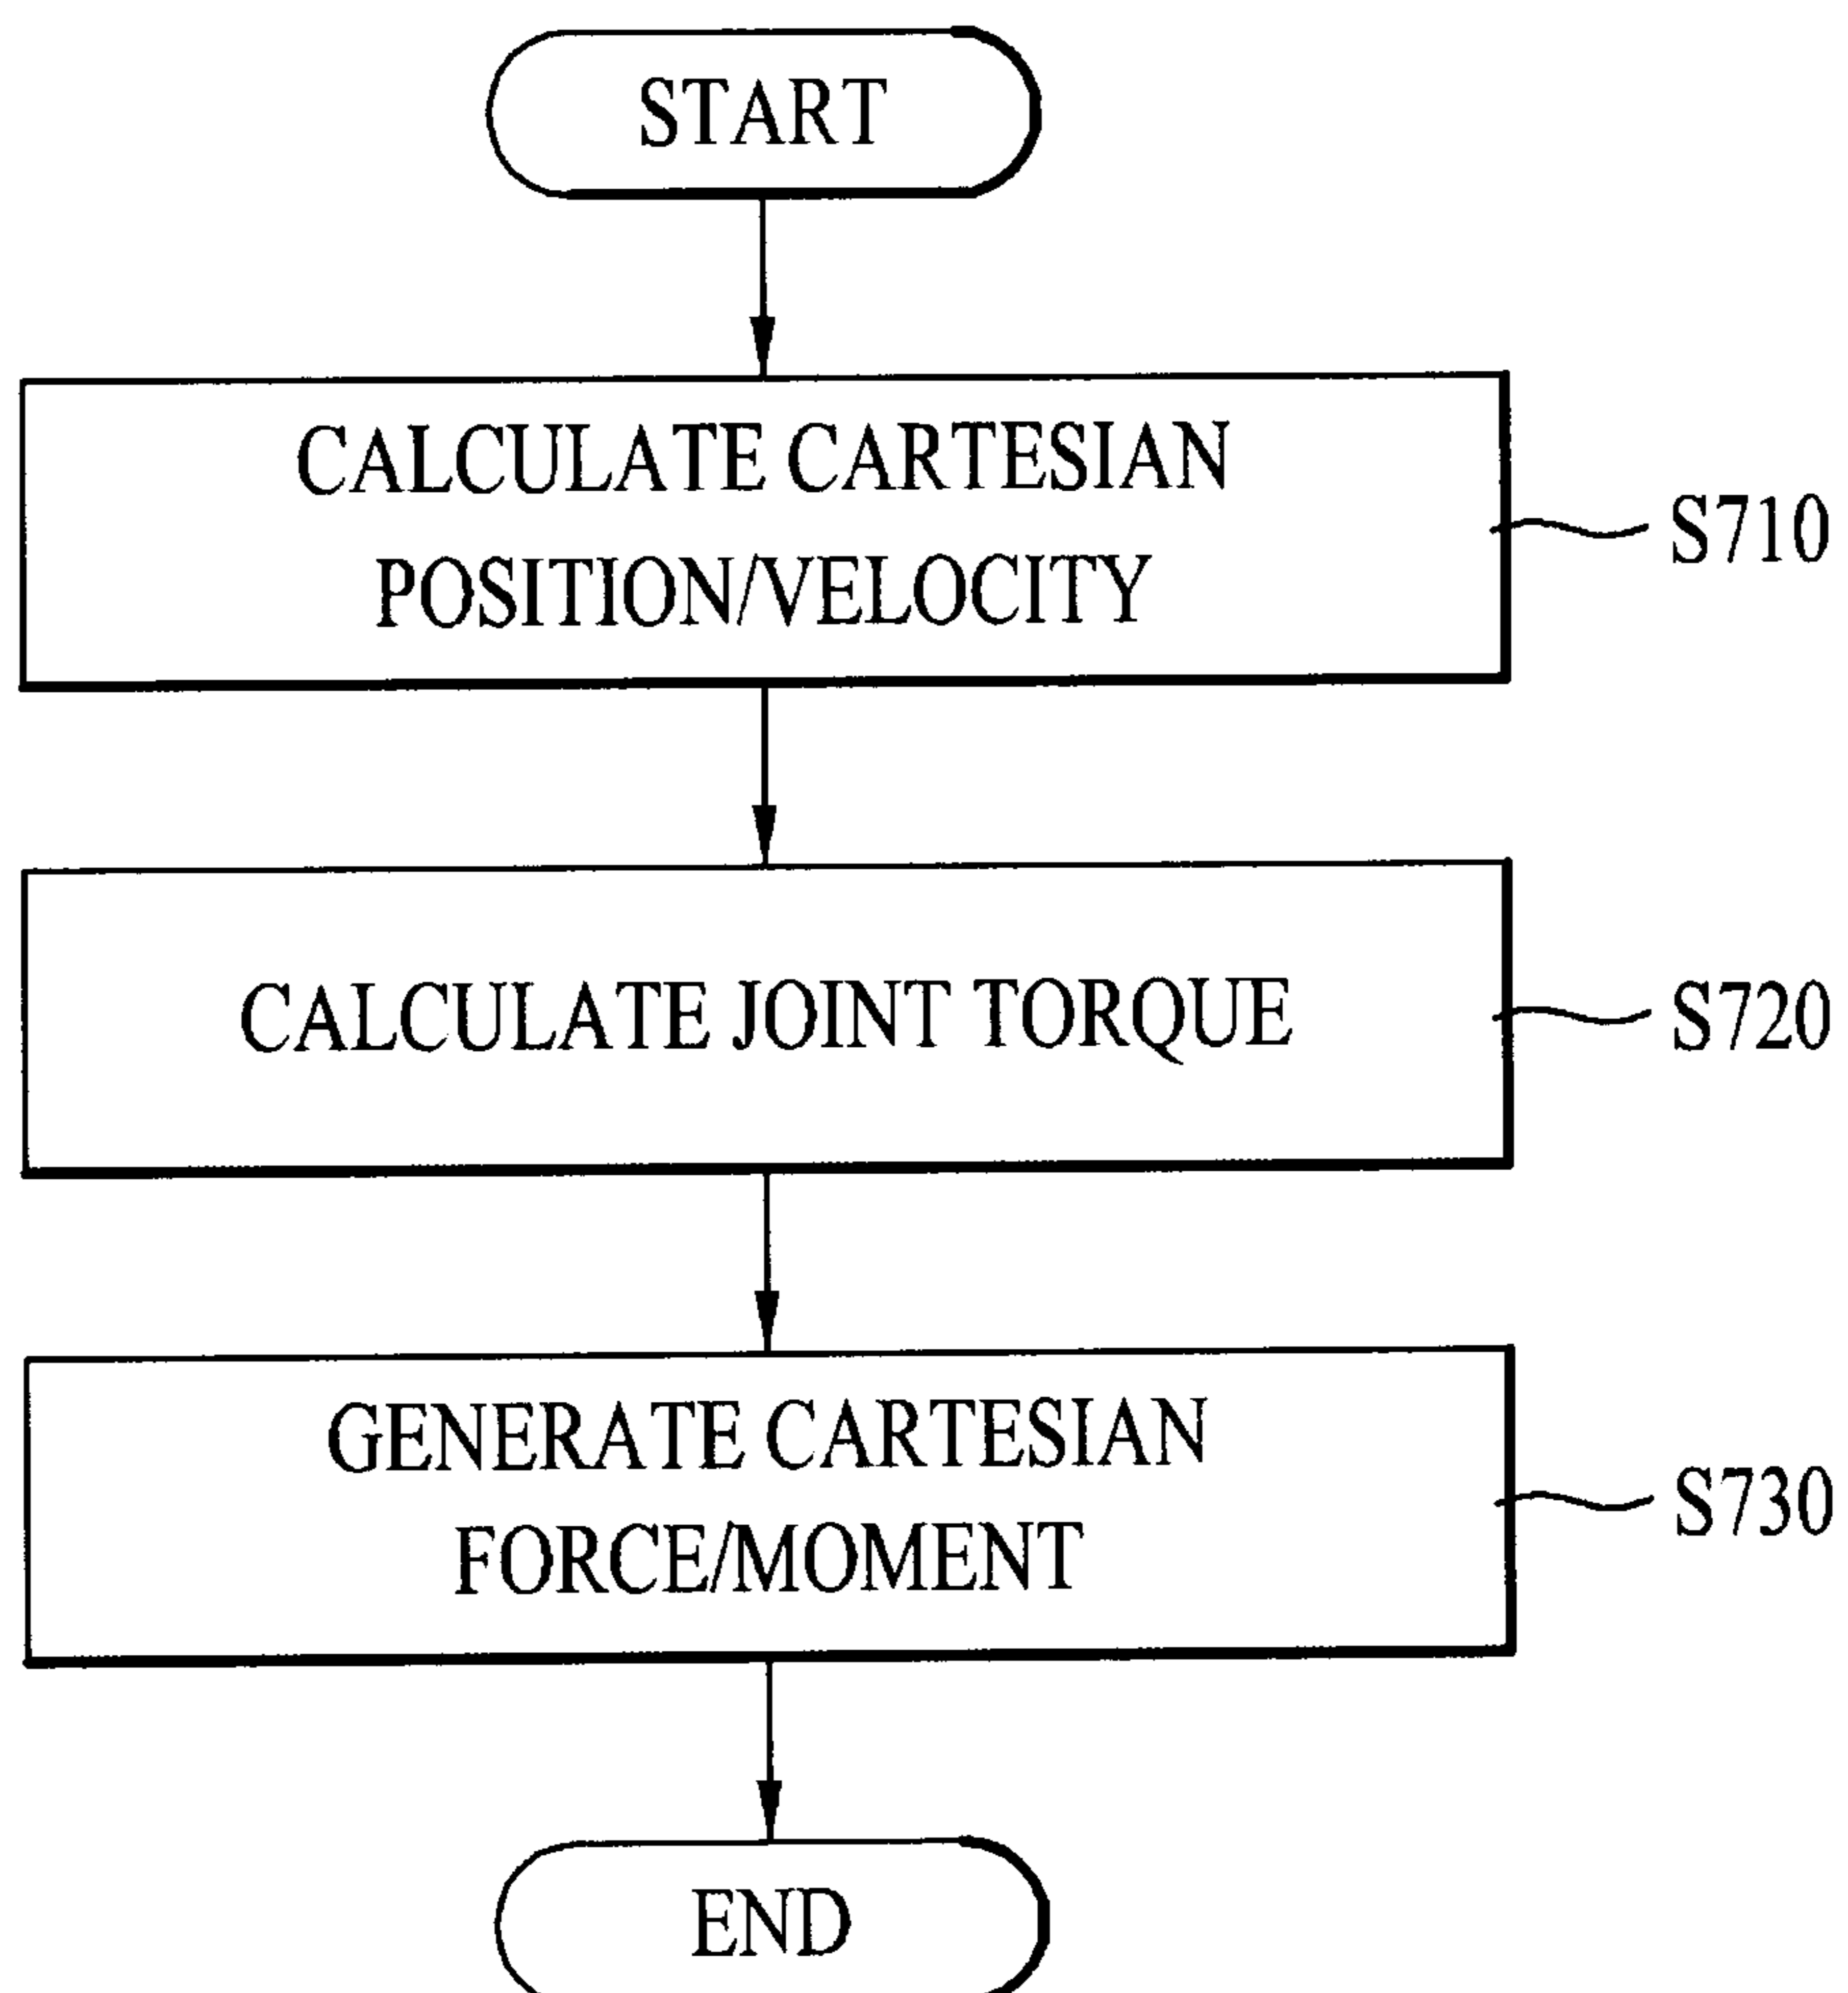 START
CALCULATE CARTESIAN
POSITION/VELOCITY
S710
CALCULATE JOINT TORQUE
S720
GENERATE CARTESIAN
FORCE/MOMENT
S730
END